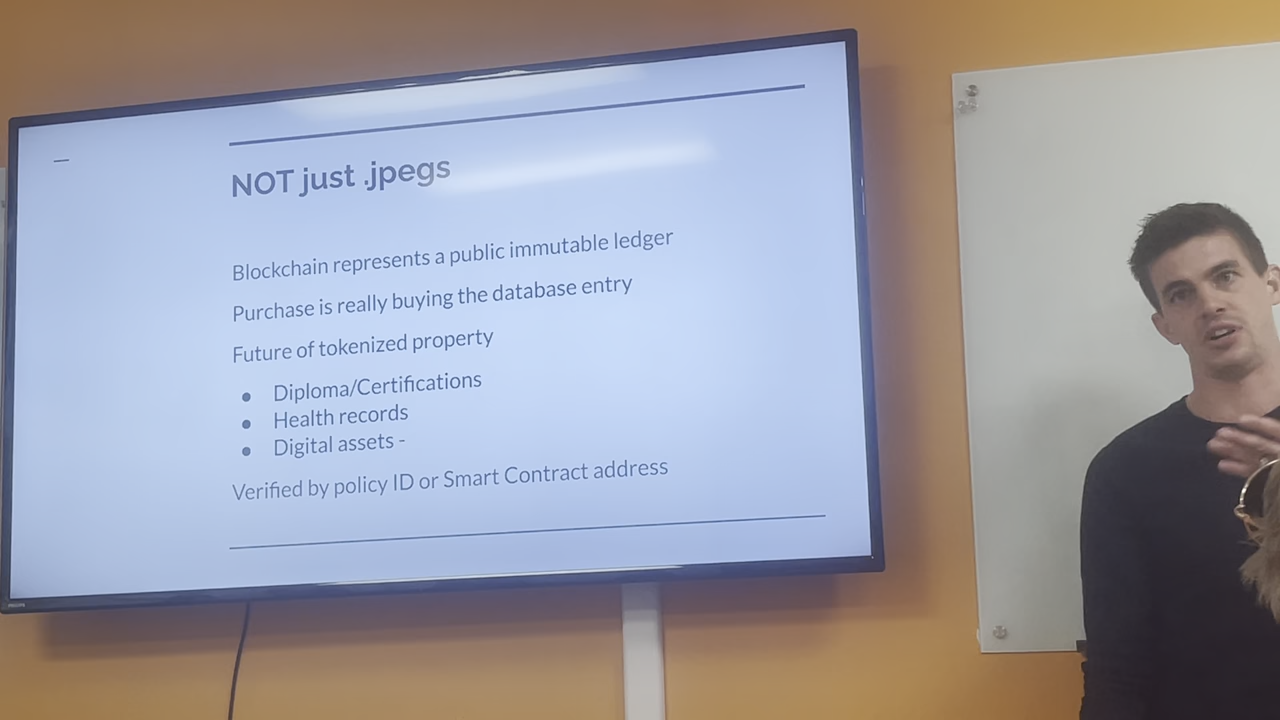 NOT just .jpegs
Blockchain represents a public immutable ledger
Purchase is really buying the database entry
Future of tokenized property
● Diploma/Certifications
● Health records
● Digital assets -
Verified by policy ID or Smart Contract address
PHILIPS